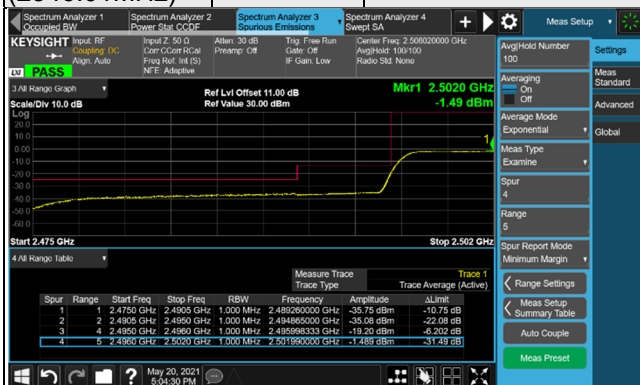 Spectrum Analyzer 1
Occupied BW
Spectrum Analyzer 2
Power Stat CCDF
Spectrum Analyzer 3
Spurious Emissions
Spectrum Analyzer 4
Swept SA
Meas Setup
KEYSIGHT
Input: RF
Coupling: DC
Align: Auto
Input Z: 50 Ω
Corr CCorr RCal
Freq Ref: Int (S)
NFE: Adaptive
Atten: 30 dB
Preamp: Off
Trig: Free Run
Gate: Off
IF Gain: Low
Center Freq: 2.506020000 GHz
Avg|Hold: 100/100
Radio Std: None
LXI PASS
3 All Range Graph
Scale/Div 10.0 dB
Ref Lvl Offset 11.00 dB
Ref Value 30.00 dBm
Mkr1 2.5020 GHz
-1.49 dBm
Log
20.0
10.0
0.00
-10.0
-20.0
-30.0
-40.0
-50.0
-60.0
1
Start 2.475 GHz
Stop 2.502 GHz
4 All Range Table
Measure Trace Trace 1
Trace Type Trace Average (Active)
Spur Range Start Freq Stop Freq RBW Frequency Amplitude ΔLimit
1 1 2.4750 GHz 2.4905 GHz 1.000 MHz 2.489260000 GHz -35.75 dBm -10.75 dB
2 2 2.4905 GHz 2.4950 GHz 1.000 MHz 2.494865000 GHz -35.08 dBm -22.08 dB
3 4 2.4950 GHz 2.4960 GHz 1.000 MHz 2.495998333 GHz -19.20 dBm -6.202 dB
4 5 2.4960 GHz 2.5020 GHz 1.000 MHz 2.501990000 GHz -1.489 dBm -31.49 dB
Avg|Hold Number
100
Averaging
On
Off
Average Mode
Exponential
Meas Type
Examine
Spur
4
Range
5
Spur Report Mode
Minimum Margin
Range Settings
Meas Setup
Summary Table
Auto Couple
Meas Preset
Settings
Meas
Standard
Advanced
Global
May 20, 2021
5:04:30 PM